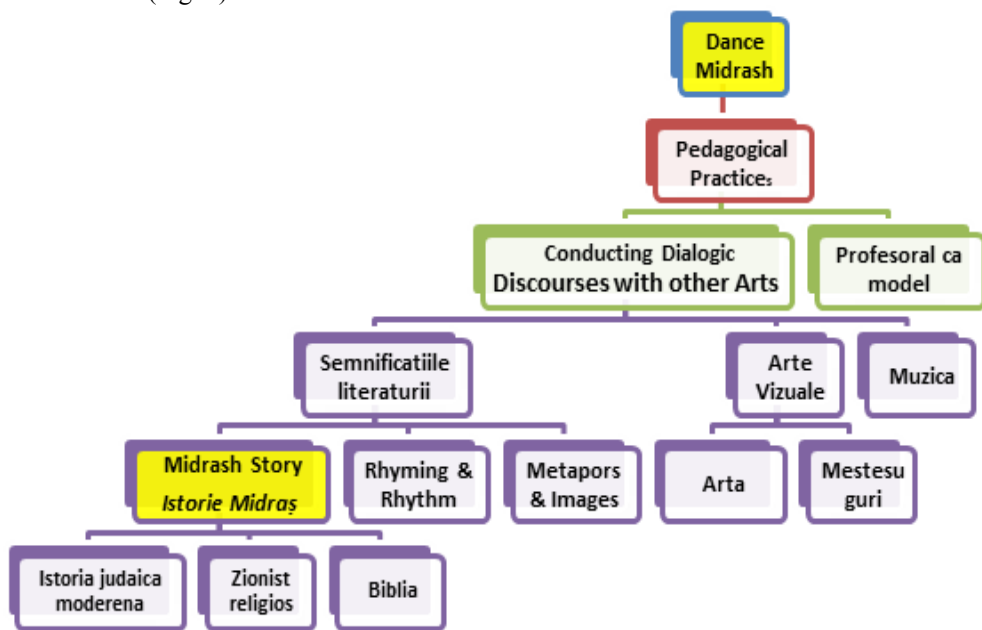 Dance
Midrash
Pedagogical
Practices
Conducting Dialogic
Discourses with other Arts
Profesoral ca
model
Semnificatiile
literaturii
Arte
Vizuale
Muzica
Midrash Story
Istorie Midraș
Rhyming &
Rhythm
Metapors
& Images
Arta
Mestesu
guri
Istoria judaica
moderena
Zionist
religios
Biblia